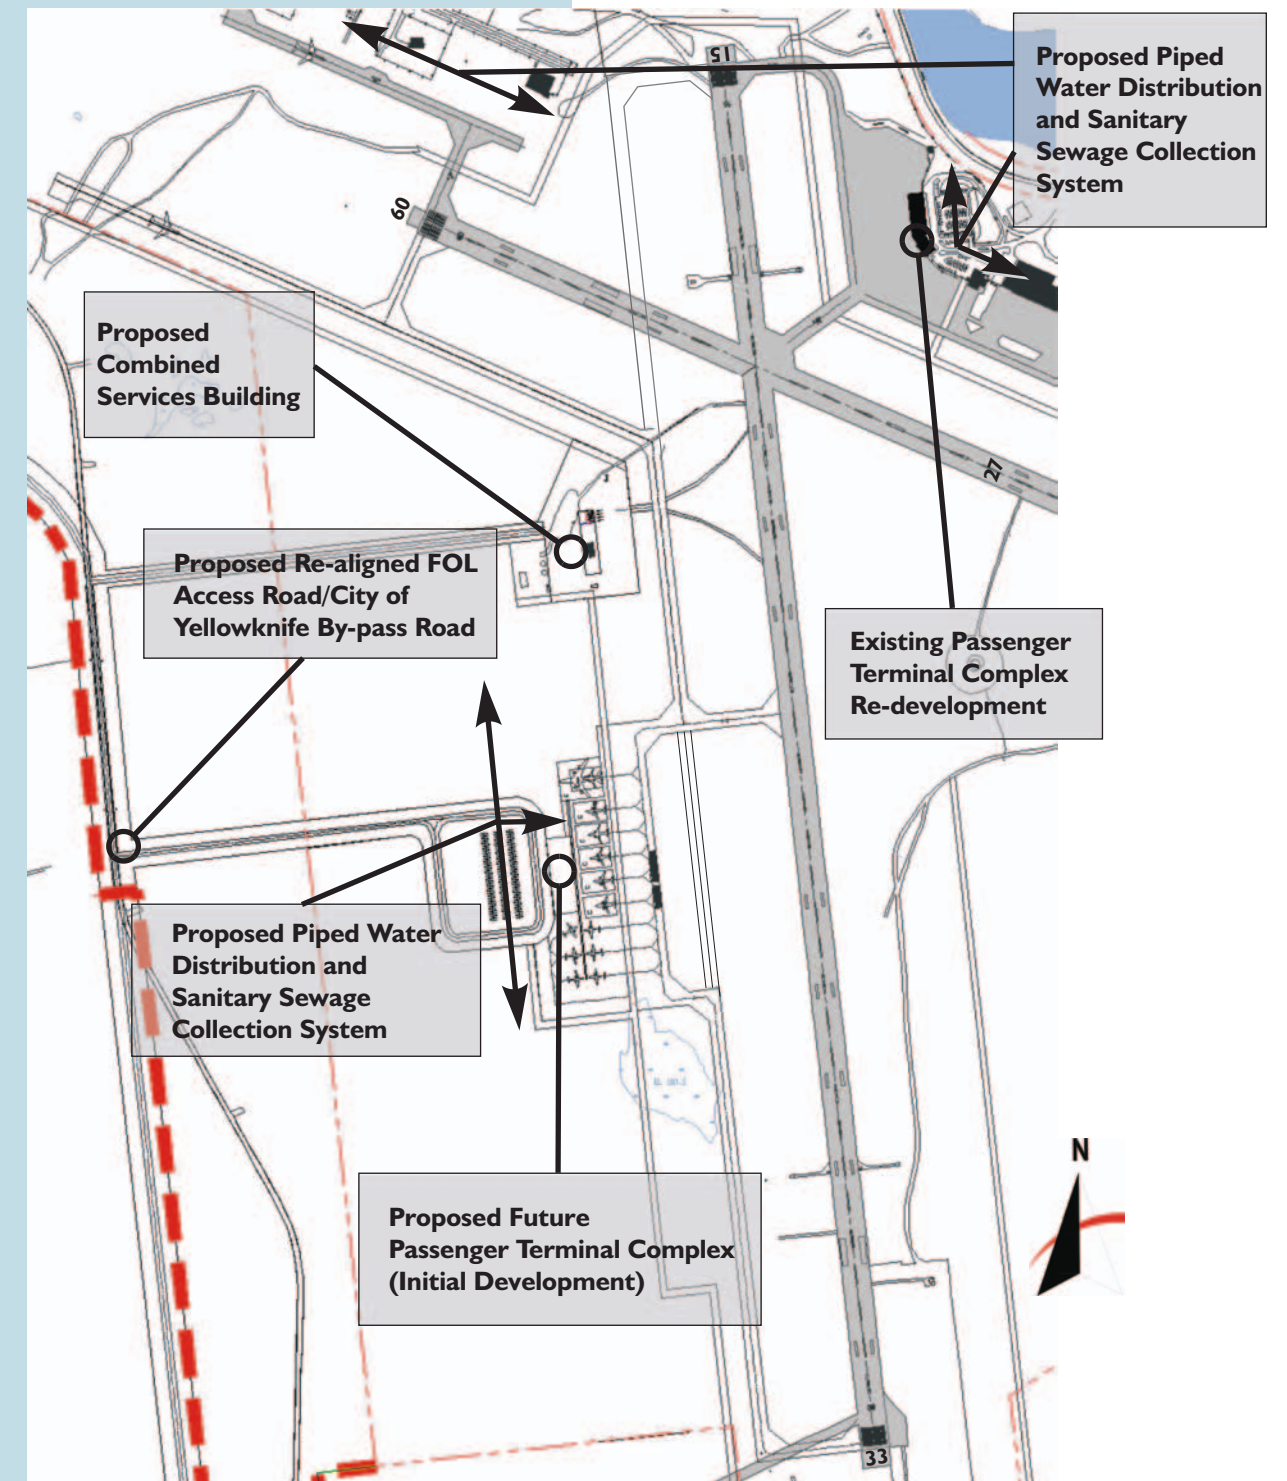 Proposed Piped
Water Distribution
and Sanitary
Sewage Collection
System
15
09
Proposed
Combined
Services Building
27
Proposed Re-aligned FOL
Access Road/City of
Yellowknife By-pass Road
Existing Passenger
Terminal Complex
Re-development
Proposed Piped Water
Distribution and
Sanitary Sewage
Collection System
N
Proposed Future
Passenger Terminal Complex
(Initial Development)
33